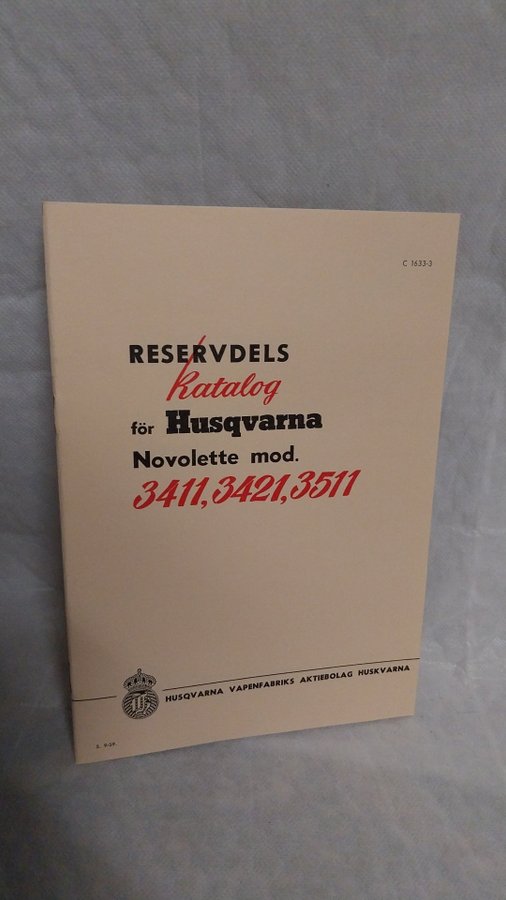 C 1633-3
RESERVDELS
Katalog
för Husqvarna
Novolette mod.
3411, 3421, 3511
HUSQVARNA VAPENFABRIKS AKTIEBOLAG HUSKVARNA